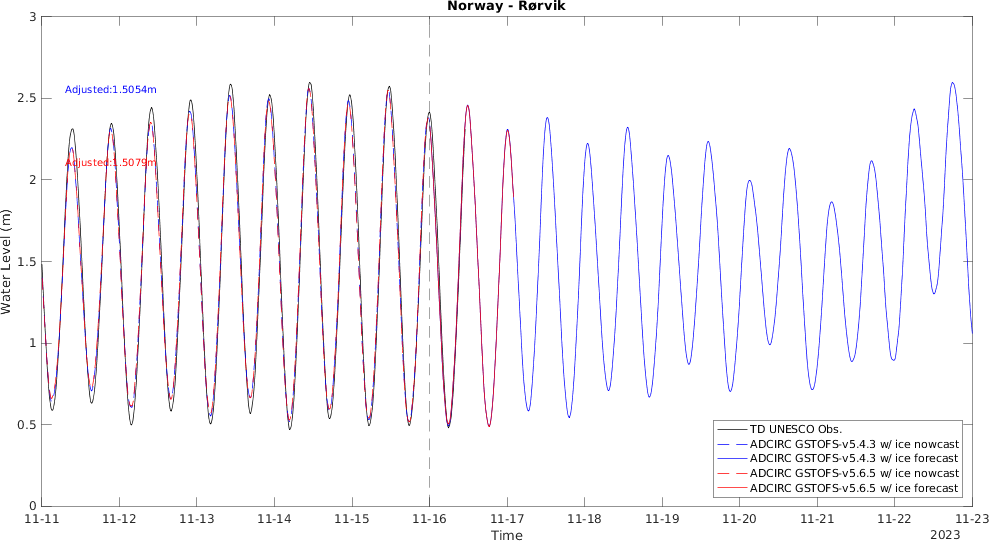 Norway - Rørvik
3
2.5
2
1.5
1
0.5
0
Water Level (m)
Adjusted:1.5054m
Adjusted:1.5079m
TD UNESCO Obs.
ADCIRC GSTOFS-v5.4.3 w/ ice nowcast
ADCIRC GSTOFS-v5.4.3 w/ ice forecast
ADCIRC GSTOFS-v5.6.5 w/ ice nowcast
ADCIRC GSTOFS-v5.6.5 w/ ice forecast
11-11 11-12 11-13 11-14 11-15 11-16 11-17 11-18 11-19 11-20 11-21 11-22 11-23
Time
2023